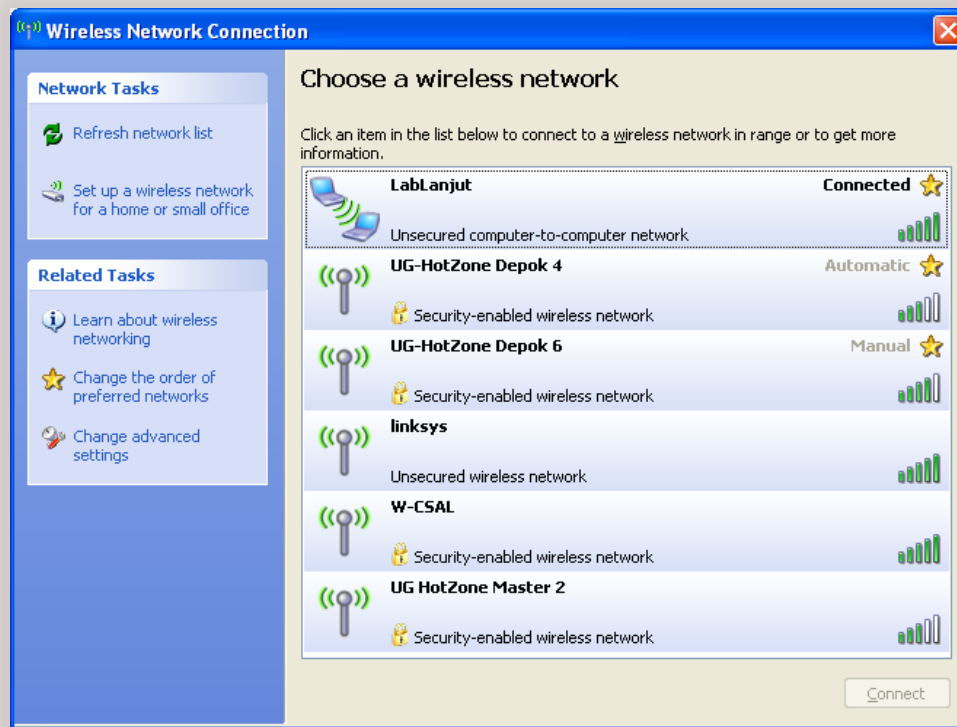 Wireless Network Connection
Network Tasks
Refresh network list
Set up a wireless network
for a home or small office
Related Tasks
Learn about wireless
networking
Change the order of
preferred networks
Change advanced
settings
Choose a wireless network
Click an item in the list below to connect to a wireless network in range or to get more
information.
LabLanjut Connected
Unsecured computer-to-computer network
UG-HotZone Depok 4 Automatic
Security-enabled wireless network
UG-HotZone Depok 6 Manual
Security-enabled wireless network
linksys
Unsecured wireless network
W-CSAL
Security-enabled wireless network
UG HotZone Master 2
Security-enabled wireless network
Connect